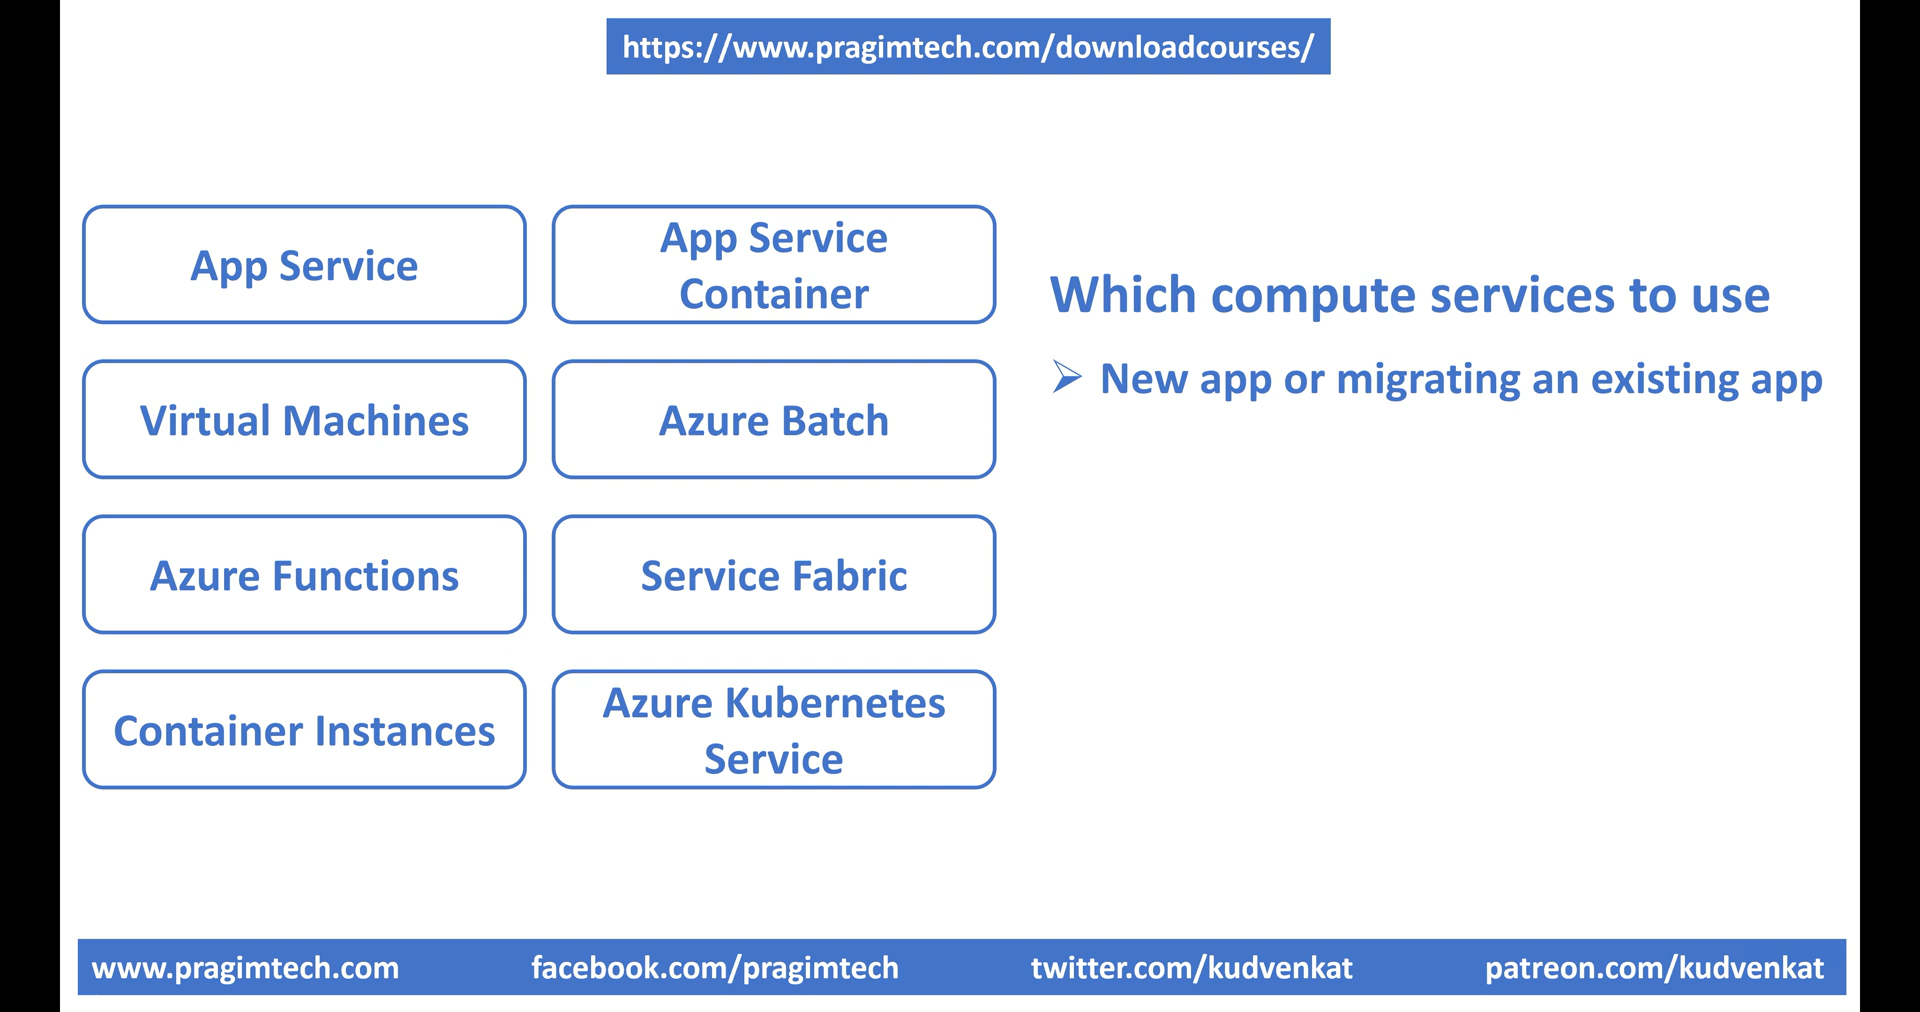 https://www.pragimtech.com/downloadcourses/
App Service
App Service
Container
Virtual Machines
Azure Batch
Azure Functions
Service Fabric
Container Instances
Azure Kubernetes
Service
Which compute services to use
➢ New app or migrating an existing app
www.pragimtech.com
facebook.com/pragimtech
twitter.com/kudvenkat
patreon.com/kudvenkat